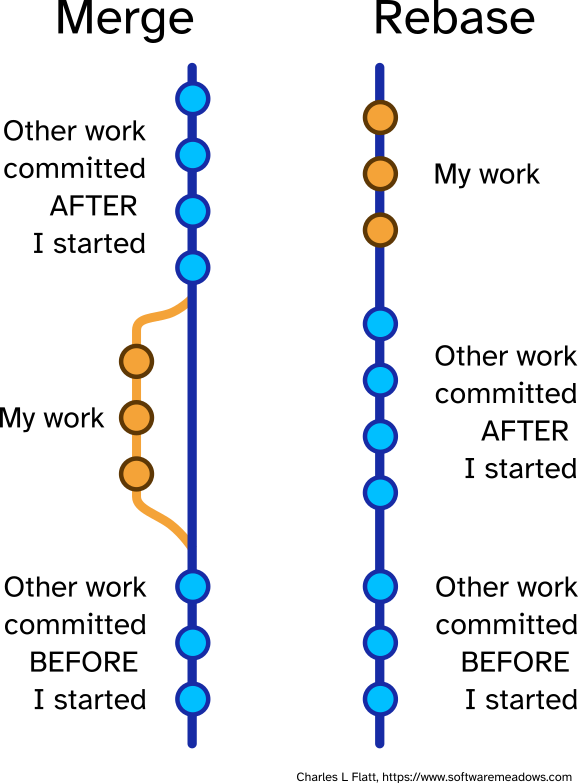 Merge
Other work
committed
AFTER
I started
My work
Other work
committed
BEFORE
I started
Rebase
My work
Other work
committed
AFTER
I started
Other work
committed
BEFORE
I started
Charles L Flatt, https://www.softwaremeadows.com